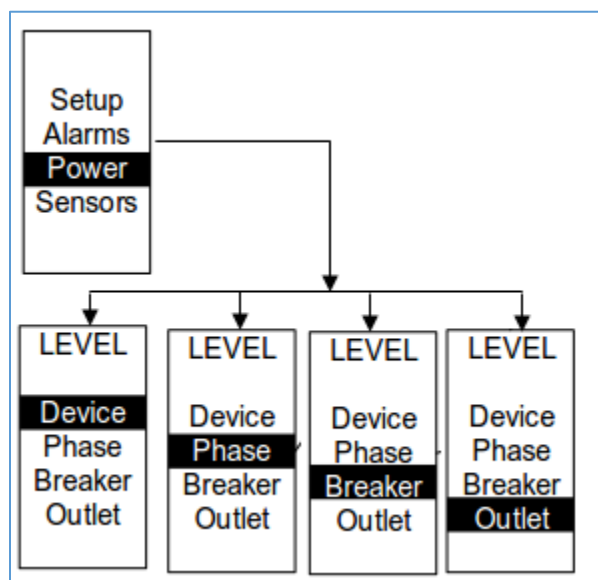 Setup
Alarms
Power
Sensors
LEVEL
Device
Phase
Breaker
Outlet
LEVEL
Device
Phase
Breaker
Outlet
LEVEL
Device
Phase
Breaker
Outlet
LEVEL
Device
Phase
Breaker
Outlet